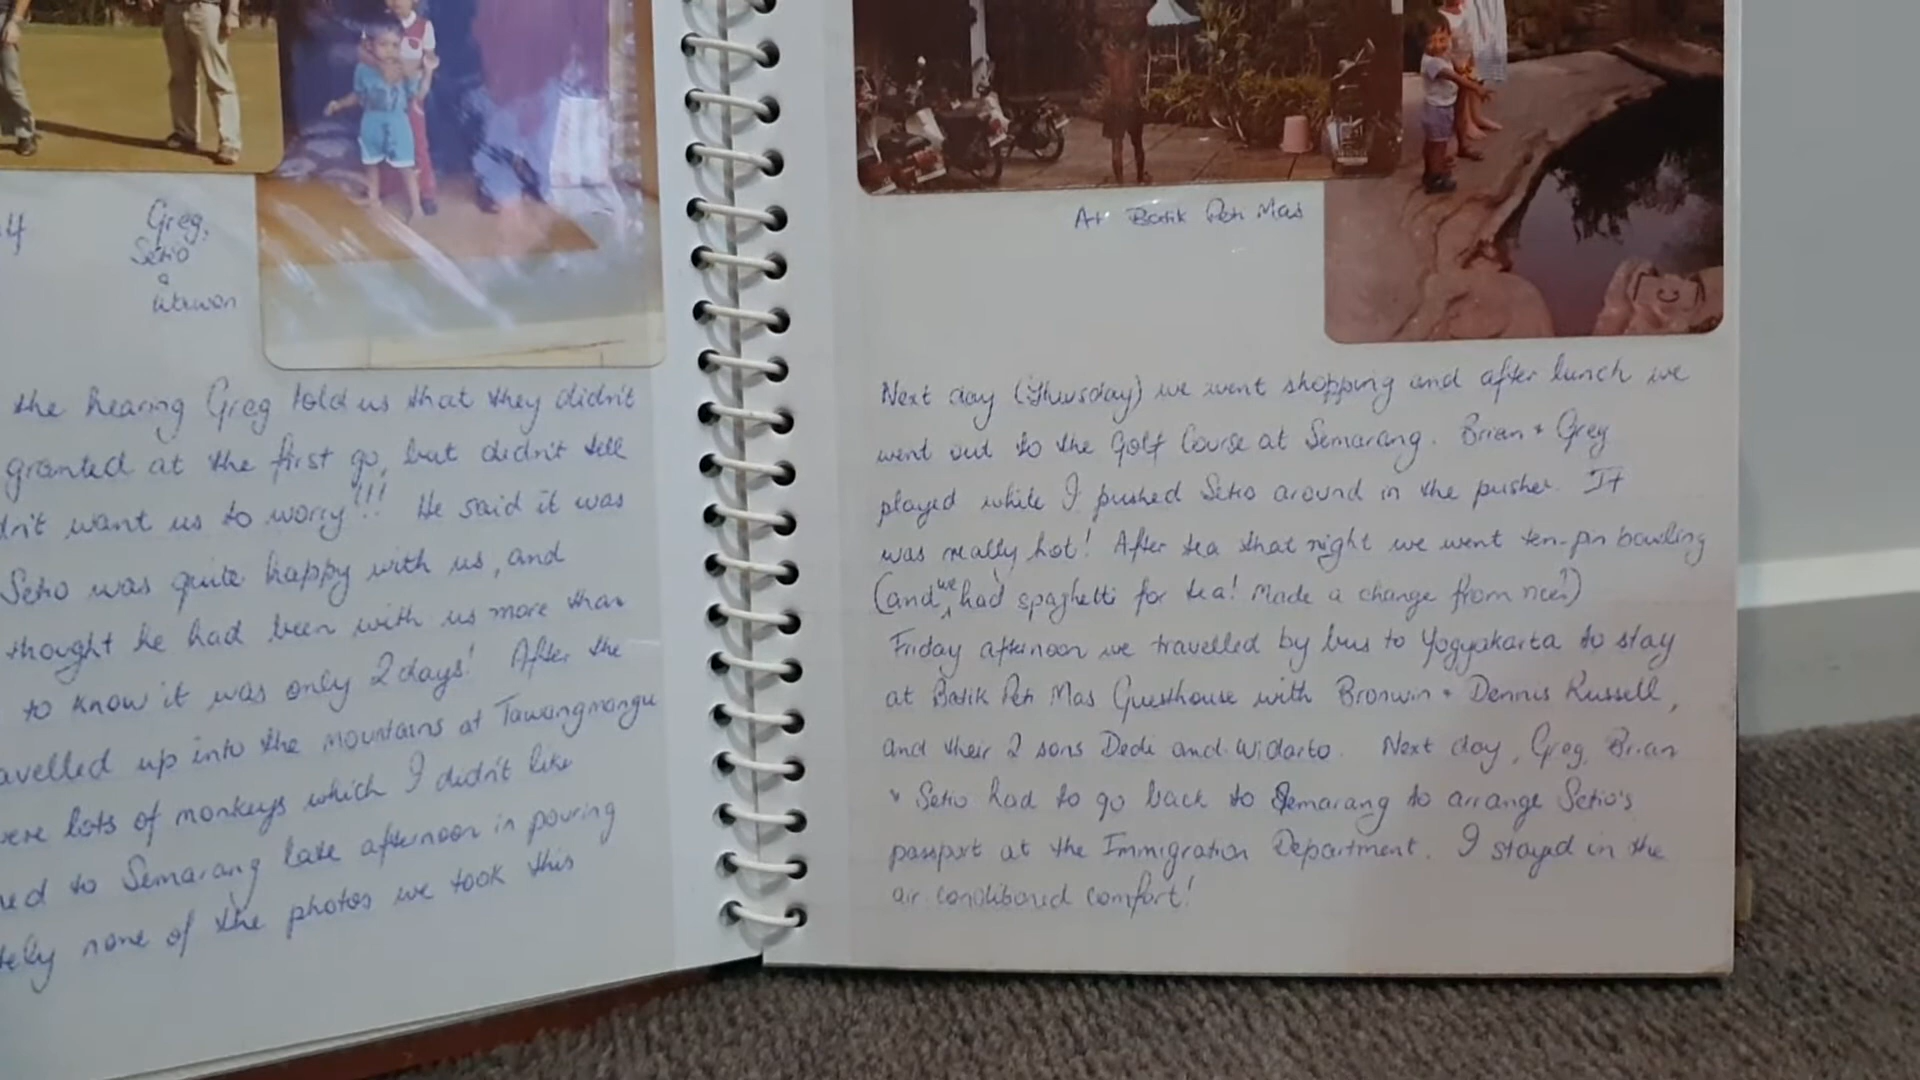 Greg,
Setio
&
Wawan
the hearing Greg told us that they didn't
granted at the first go, but didn't tell
dn't want us to worry!!! He said it was
Setio was quite happy with us, and
thought he had been with us more than
to know it was only 2 days! After the
avelled up into the mountains at Tawangmangu
were lots of monkeys which I didn't like
ned to Semarang late afternoon in pouring
tely none of the photos we took this
At Batik Peti Mas
Next day (Thursday) we went shopping and after lunch we
went out to the Golf Course at Semarang. Brian + Greg
played while I pushed Setio around in the pusher. It
was really hot! After tea that night we went ten-pin bowling
(and we had spaghetti for tea! Made a change from rice!)
Friday afternoon we travelled by bus to Yogyakarta to stay
at Batik Peti Mas Guesthouse with Bronwin + Dennis Russell,
and their 2 sons Dedi and Widarto. Next day, Greg, Brian
+ Setio had to go back to Semarang to arrange Setio's
passport at the Immigration Department. I stayed in the
air conditioned comfort!